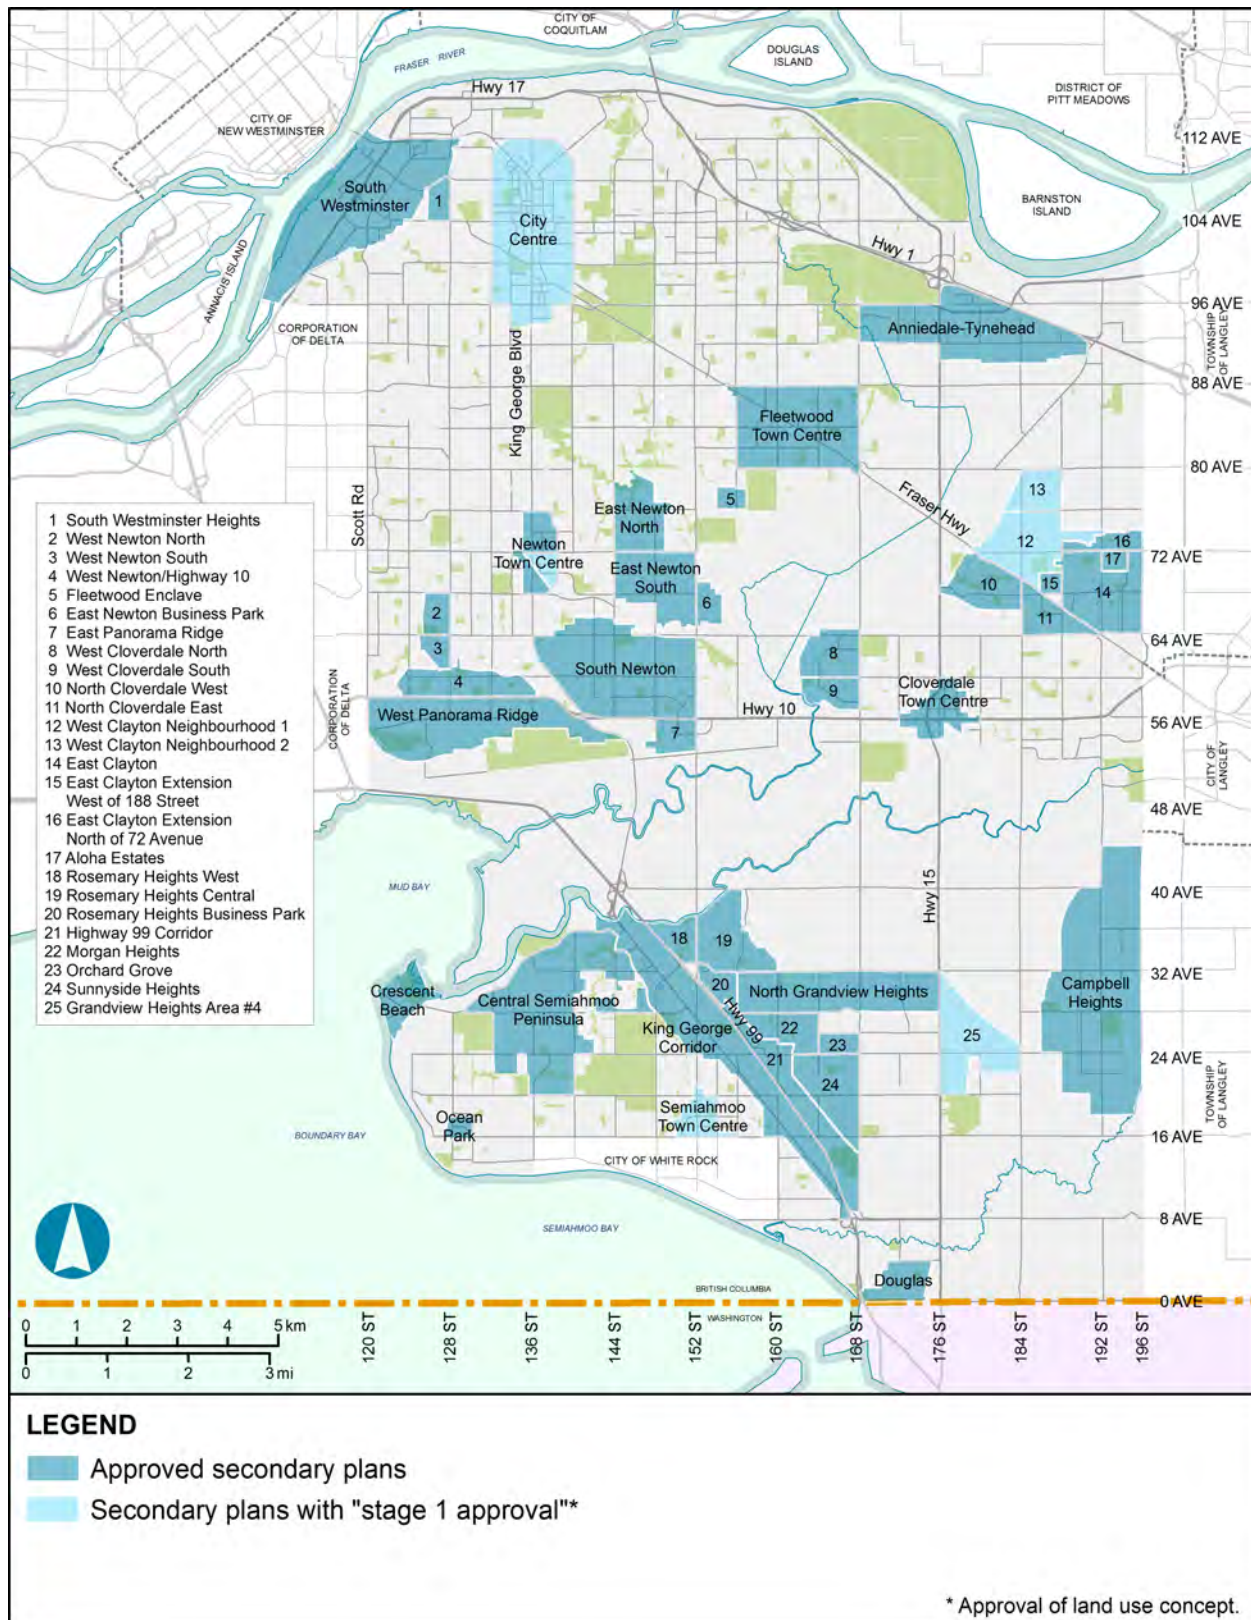 CITY OF
COQUITLAM
DOUGLAS
ISLAND
FRASER RIVER
Hwy 17
DISTRICT OF
PITT MEADOWS
CITY OF
NEW WESTMINSTER
112 AVE
South
Westminster
1
City
Centre
BARNSTON
ISLAND
104 AVE
Hwy 1
ANNACIS ISLAND
96 AVE
CORPORATION
OF DELTA
King George Blvd
Anniedale-Tynehead
TOWNSHIP
OF LANGLEY
88 AVE
Fleetwood
Town Centre
80 AVE
Scott Rd
5
East Newton
North
Fraser Hwy
13
12
16
17
72 AVE
Newton
Town Centre
East Newton
South
6
10
15
14
11
2
3
4
64 AVE
South Newton
8
9
Cloverdale
Town Centre
CORPORATION
OF DELTA
West Panorama Ridge
7
Hwy 10
56 AVE
CITY OF
LANGLEY
48 AVE
1 South Westminster Heights
2 West Newton North
3 West Newton South
4 West Newton/Highway 10
5 Fleetwood Enclave
6 East Newton Business Park
7 East Panorama Ridge
8 West Cloverdale North
9 West Cloverdale South
10 North Cloverdale West
11 North Cloverdale East
12 West Clayton Neighbourhood 1
13 West Clayton Neighbourhood 2
14 East Clayton
15 East Clayton Extension
West of 188 Street
16 East Clayton Extension
North of 72 Avenue
17 Aloha Estates
18 Rosemary Heights West
19 Rosemary Heights Central
20 Rosemary Heights Business Park
21 Highway 99 Corridor
22 Morgan Heights
23 Orchard Grove
24 Sunnyside Heights
25 Grandview Heights Area #4
MUD BAY
Hwy 15
40 AVE
18
19
32 AVE
Crescent
Beach
Central Semiahmoo
Peninsula
20
North Grandview Heights
Campbell
Heights
King George
Corridor
Hwy 99
22
23
25
21
24 AVE
24
Ocean
Park
Semiahmoo
Town Centre
TOWNSHIP
OF LANGLEY
BOUNDARY BAY
16 AVE
CITY OF WHITE ROCK
SEMIAHMOO BAY
8 AVE
Douglas
BRITISH COLUMBIA
0 AVE
WASHINGTON
0 1 2 3 4 5 km
0 1 2 3 mi
120 ST
128 ST
136 ST
144 ST
152 ST
160 ST
168 ST
176 ST
184 ST
192 ST
196 ST
LEGEND
Approved secondary plans
Secondary plans with "stage 1 approval"*
* Approval of land use concept.